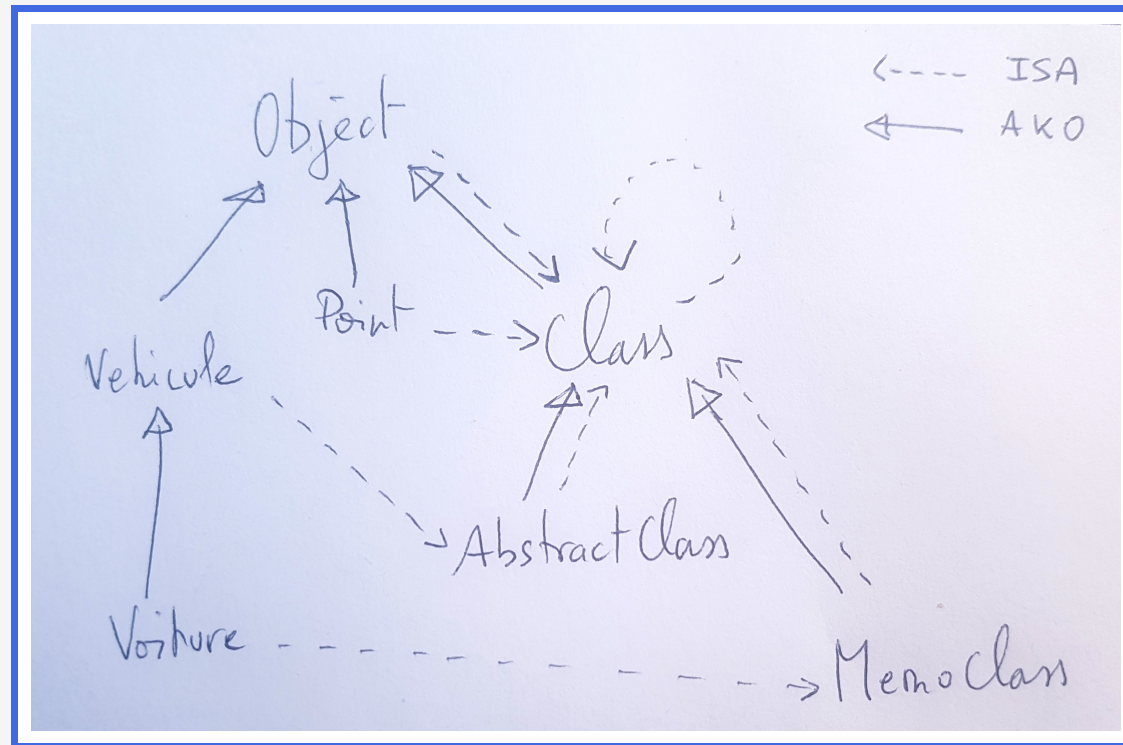 ISA
AKO
Object
Point
Class
Vehicule
AbstractClass
Voiture
MemoClass